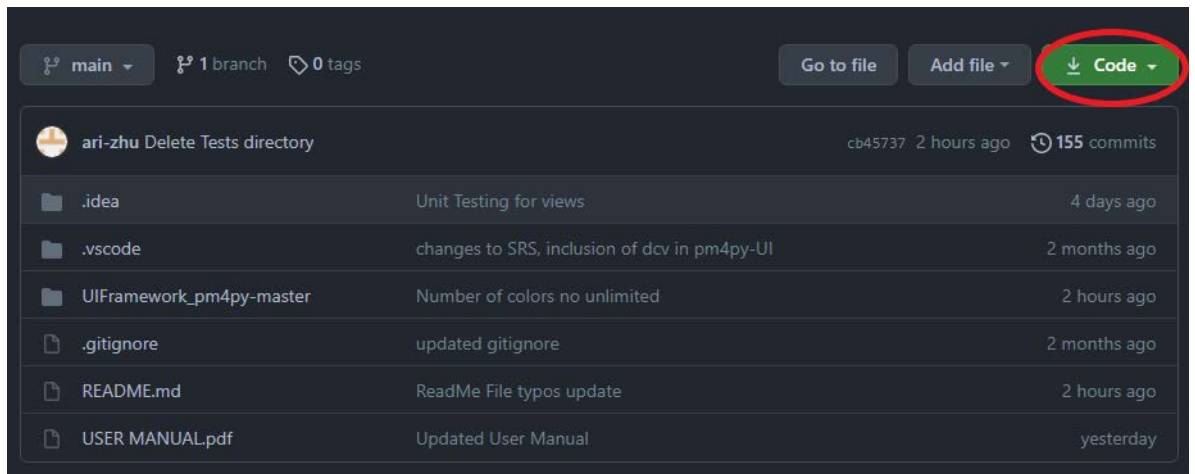 main 1 branch 0 tags Go to file Add file Code
ari-zhu Delete Tests directory cb45737 2 hours ago 155 commits
.idea Unit Testing for views 4 days ago
.vscode changes to SRS, inclusion of dcv in pm4py-UI 2 months ago
UIFramework_pm4py-master Number of colors no unlimited 2 hours ago
.gitignore updated gitignore 2 months ago
README.md ReadMe File typos update 2 hours ago
USER MANUAL.pdf Updated User Manual yesterday